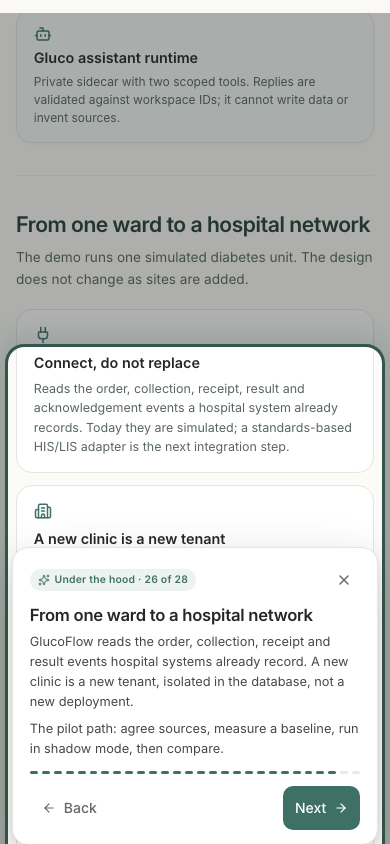 Gluco assistant runtime
Private sidecar with two scoped tools. Replies are
validated against workspace IDs; it cannot write data or
invent sources.
From one ward to a hospital network
The demo runs one simulated diabetes unit. The design
does not change as sites are added.
Connect, do not replace
Reads the order, collection, receipt, result and
acknowledgement events a hospital system already
records. Today they are simulated; a standards-based
HIS/LIS adapter is the next integration step.
A new clinic is a new tenant
Under the hood · 26 of 28
From one ward to a hospital network
GlucoFlow reads the order, collection, receipt and
result events hospital systems already record. A new
clinic is a new tenant, isolated in the database, not a
new deployment.
The pilot path: agree sources, measure a baseline, run
in shadow mode, then compare.
Back
Next